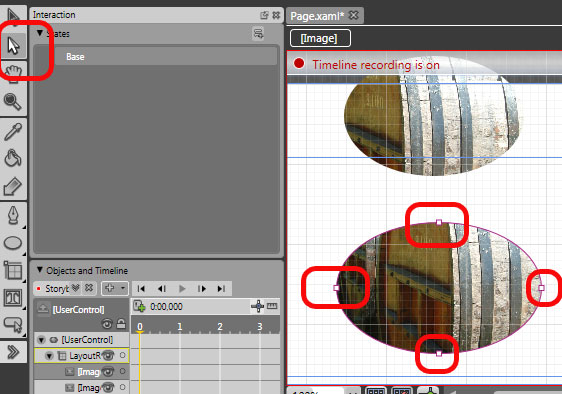 Interaction
States
Base
Page.xaml*
[Image]
Timeline recording is on
Objects and Timeline
[UserControl]
0:00.000
0 1 2 3
[UserControl]
LayoutR
[Imag
[Imag